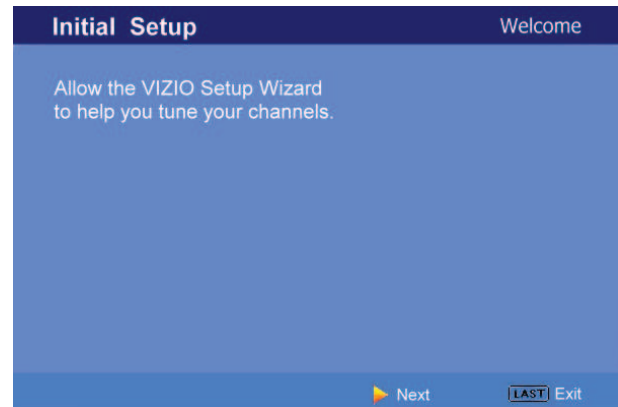 Initial Setup
Welcome
Allow the VIZIO Setup Wizard
to help you tune your channels.
Next
LAST Exit